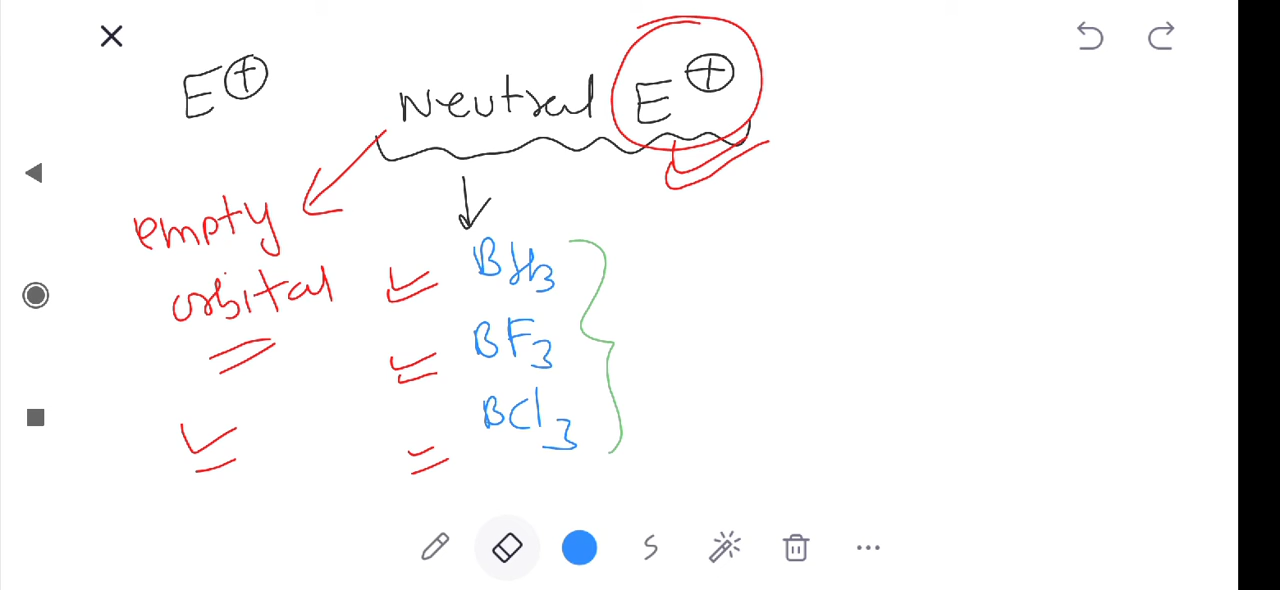 E⊕ Neutral E⊕
empty
orbital
BH3
BF3
BCl3